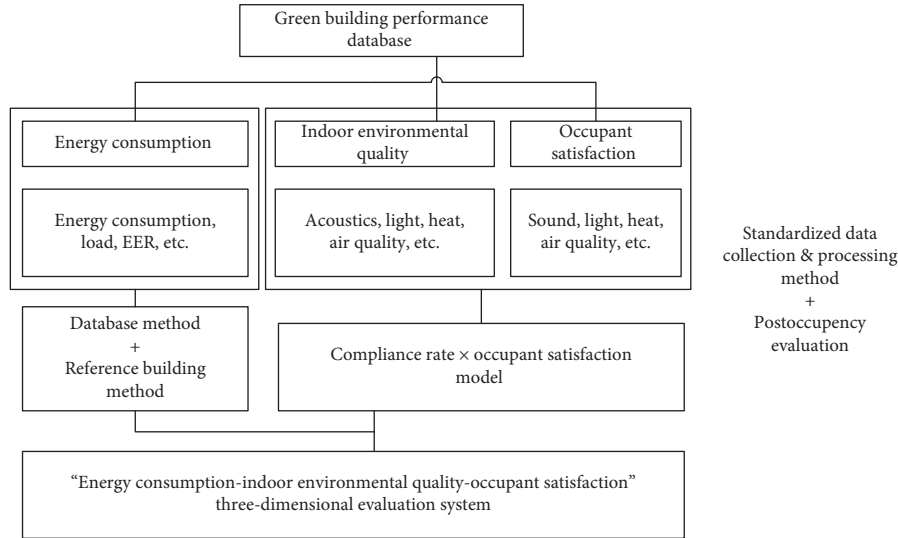 Green building performance
database
Energy consumption
Indoor environmental
quality
Occupant
satisfaction
Energy consumption,
load, EER, etc.
Acoustics, light, heat,
air quality, etc.
Sound, light, heat,
air quality, etc.
Standardized data
collection & processing
method
+
Postoccupency
evaluation
Database method
+
Reference building
method
Compliance rate × occupant satisfaction
model
“Energy consumption-indoor environmental quality-occupant satisfaction”
three-dimensional evaluation system